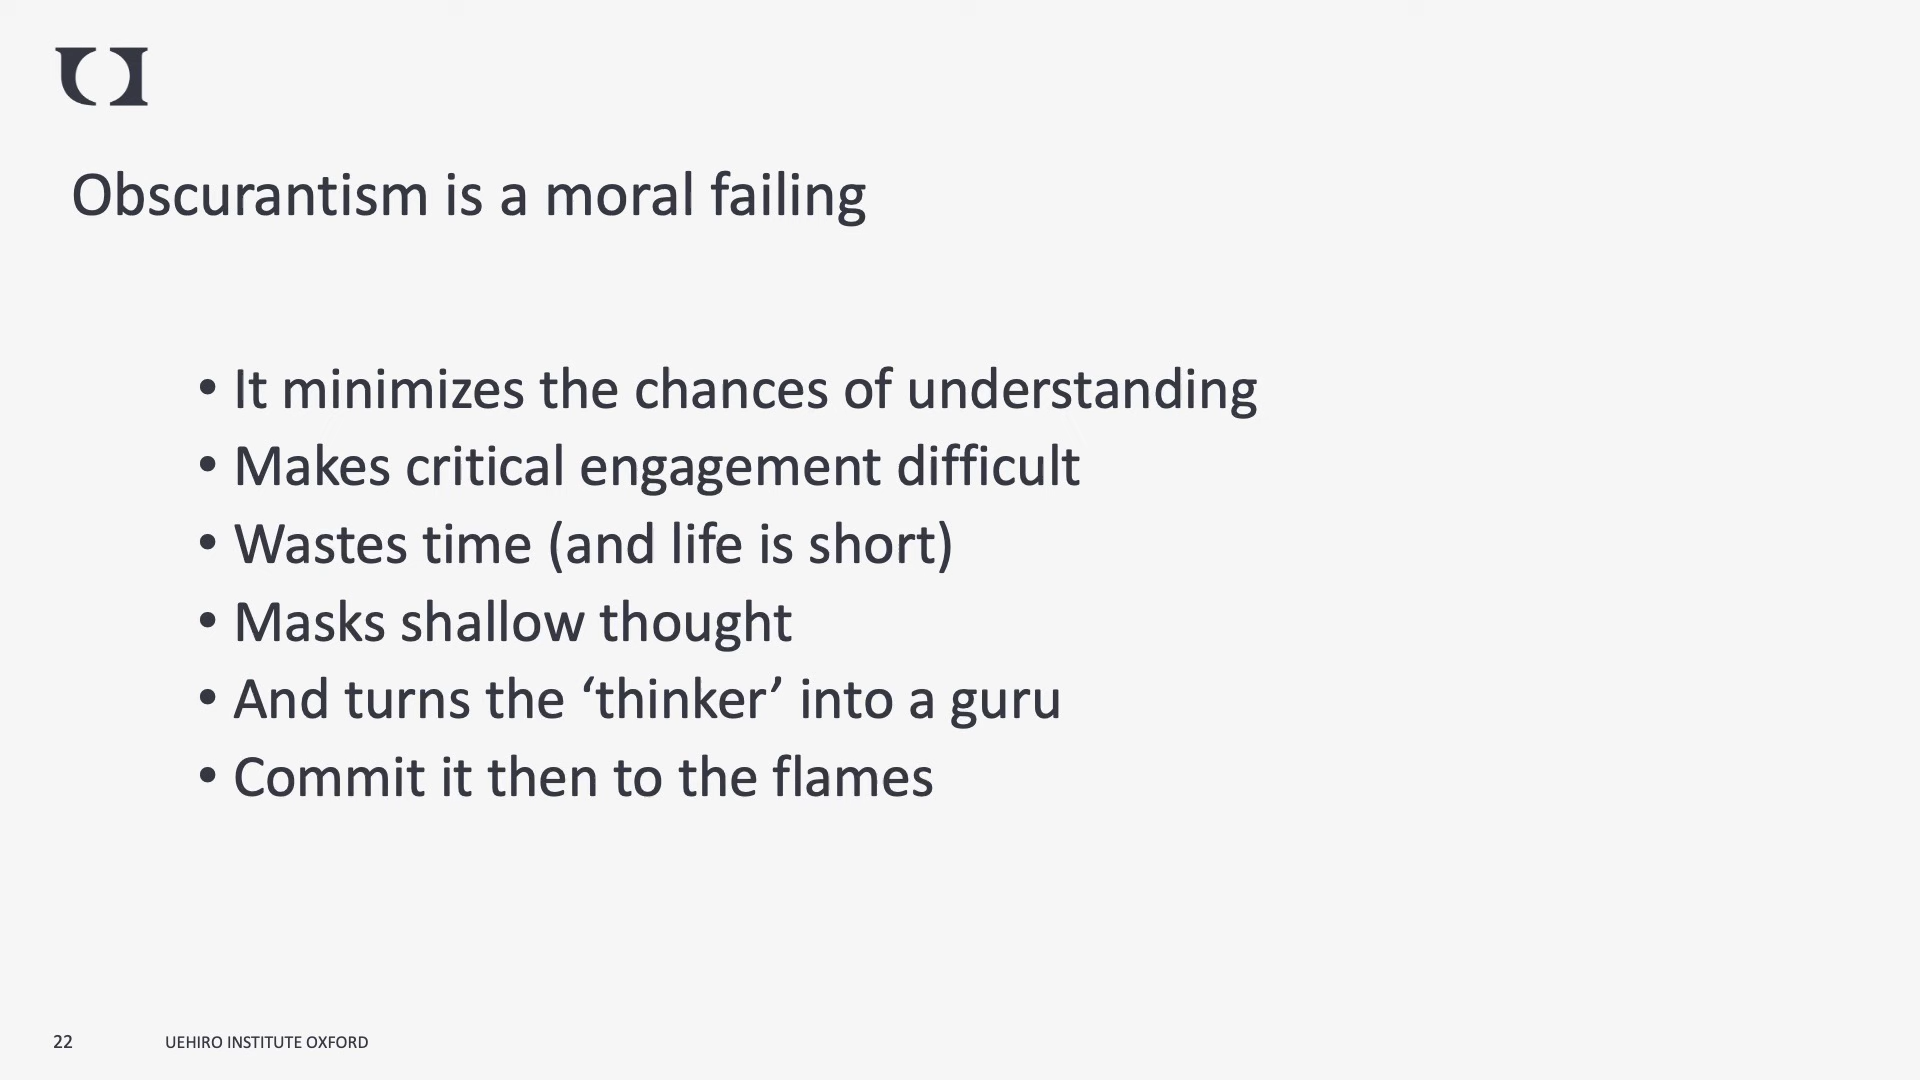 Obscurantism is a moral failing
• It minimizes the chances of understanding
• Makes critical engagement difficult
• Wastes time (and life is short)
• Masks shallow thought
• And turns the ‘thinker’ into a guru
• Commit it then to the flames
22 UEHIRO INSTITUTE OXFORD